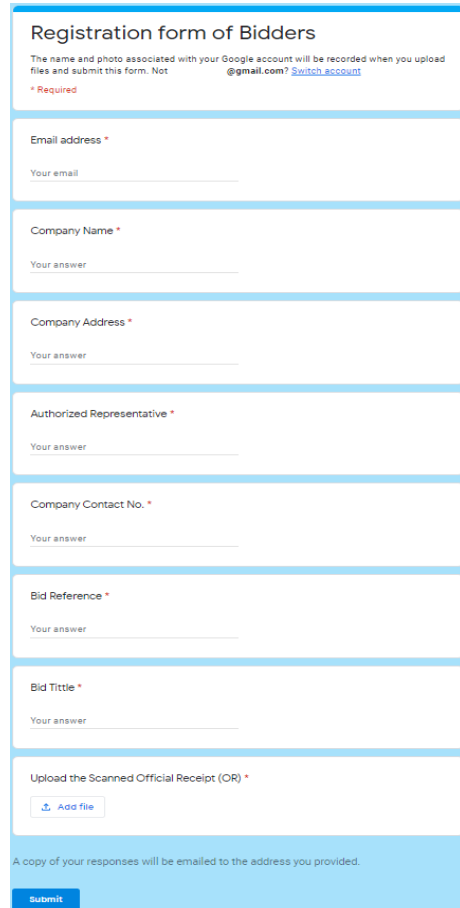 Registration form of Bidders
The name and photo associated with your Google account will be recorded when you upload
files and submit this form. Not @gmail.com? Switch account
* Required
Email address *
Your email
Company Name *
Your answer
Company Address *
Your answer
Authorized Representative *
Your answer
Company Contact No. *
Your answer
Bid Reference *
Your answer
Bid Tittle *
Your answer
Upload the Scanned Official Receipt (OR) *
Add file
A copy of your responses will be emailed to the address you provided.
Submit